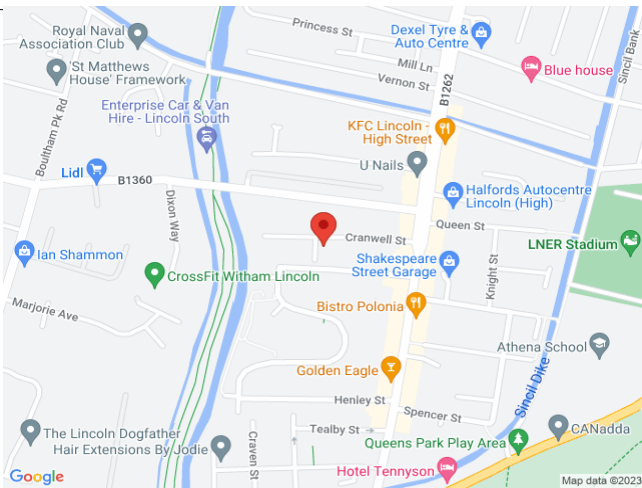 Royal Naval
Association Club
'St Matthews
House' Framework
Boultham Pk Rd
Enterprise Car & Van
Hire - Lincoln South
Princess St
Dexel Tyre &
Auto Centre
Mill Ln
Vernon St
B1262
Blue house
Sincil Bank
KFC Lincoln -
High Street
U Nails
Lidl
B1360
Dixon Way
Halfords Autocentre
Lincoln (High)
Queen St
Cranwell St
LNER Stadium
Ian Shammon
CrossFit Witham Lincoln
Shakespeare
Street Garage
Knight St
Marjorie Ave
Bistro Polonia
Athena School
Golden Eagle
Sincil Dike
Henley St
Spencer St
Tealby St
CANadda
The Lincoln Dogfather
Hair Extensions By Jodie
Craven St
Queens Park Play Area
Hotel Tennyson
Google
Map data ©2023